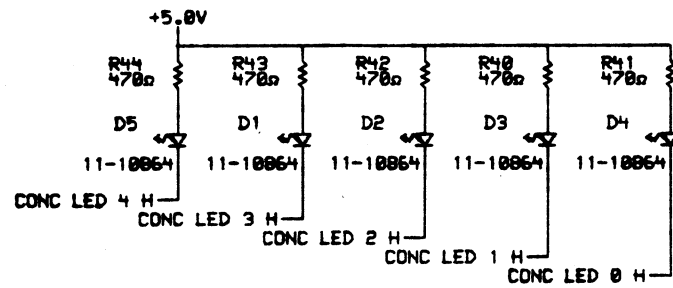 +5.0V
R44 R43 R42 R40 R41
470Ω 470Ω 470Ω 470Ω 470Ω
D5 D1 D2 D3 D4
11-10864 11-10864 11-10864 11-10864 11-10864
CONC LED 4 H
CONC LED 3 H
CONC LED 2 H
CONC LED 1 H
CONC LED 0 H